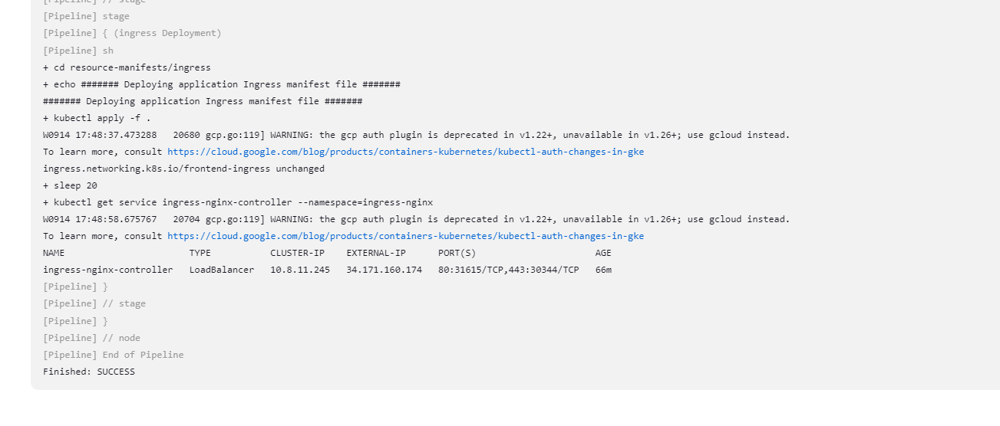 [Pipeline] // stage
[Pipeline] stage
[Pipeline] { (ingress Deployment)
[Pipeline] sh
+ cd resource-manifests/ingress
+ echo ####### Deploying application Ingress manifest file #######
####### Deploying application Ingress manifest file #######
+ kubectl apply -f .
W0914 17:48:37.473288   20680 gcp.go:119] WARNING: the gcp auth plugin is deprecated in v1.22+, unavailable in v1.26+; use gcloud instead.
To learn more, consult https://cloud.google.com/blog/products/containers-kubernetes/kubectl-auth-changes-in-gke
ingress.networking.k8s.io/frontend-ingress unchanged
+ sleep 20
+ kubectl get service ingress-nginx-controller --namespace=ingress-nginx
W0914 17:48:58.675767   20704 gcp.go:119] WARNING: the gcp auth plugin is deprecated in v1.22+, unavailable in v1.26+; use gcloud instead.
To learn more, consult https://cloud.google.com/blog/products/containers-kubernetes/kubectl-auth-changes-in-gke
NAME                       TYPE           CLUSTER-IP    EXTERNAL-IP      PORT(S)                      AGE
ingress-nginx-controller   LoadBalancer   10.8.11.245   34.171.160.174   80:31615/TCP,443:30344/TCP   66m
[Pipeline] }
[Pipeline] // stage
[Pipeline] }
[Pipeline] // node
[Pipeline] End of Pipeline
Finished: SUCCESS